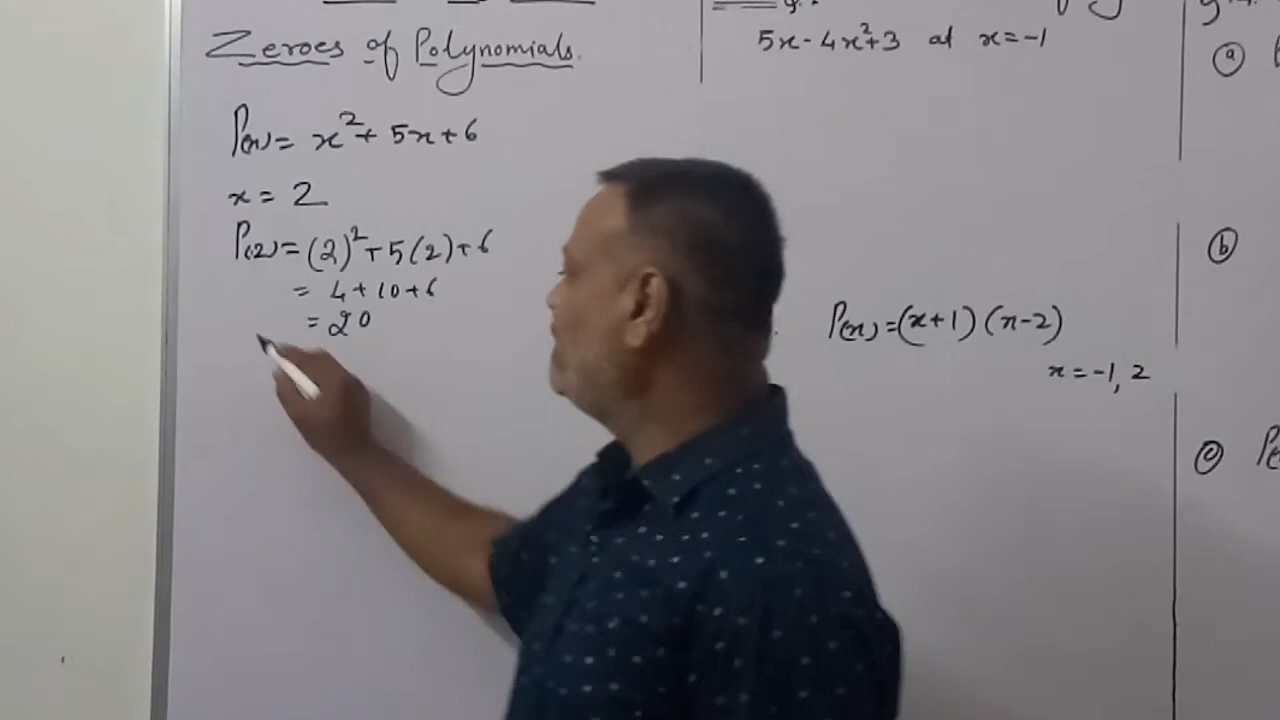 Zeroes of Polynomials.
P(x) = x² + 5x + 6
x = 2
P(2) = (2)² + 5(2) + 6
= 4 + 10 + 6
= 20
5x - 4x² + 3 at x = -1
P(x) = (x+1) (x-2)
x = -1, 2
(a)
(b)
(c) P(